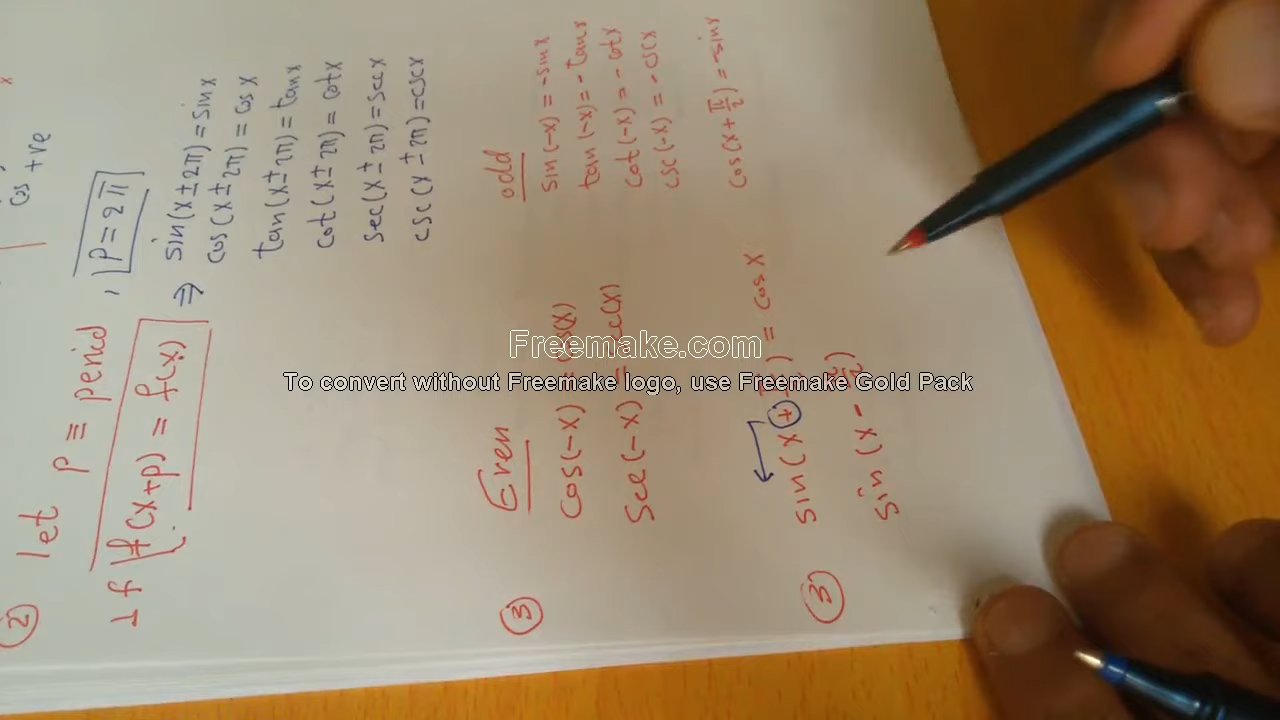 cos +ve
② let P ≡ period , P = 2π
If f(x+p) = f(x) ⇒ sin(x ± 2π) = sin x
cos(x ± 2π) = cos x
tan(x ± 2π) = tan x
cot(x ± 2π) = cot x
sec(x ± 2π) = sec x
csc(x ± 2π) = csc x
③ Even
cos(-x) = cos(x)
Sec(-x) =
odd
sin(-x) = -sin x
tan(-x) = -tan x
cot(-x) = -cot x
csc(-x) = -csc x
③ sin(x + ) = cos x
cos(x + π/2) = -sin x
sin(x - π/2)
Freemake.com
To convert without Freemake logo, use Freemake Gold Pack